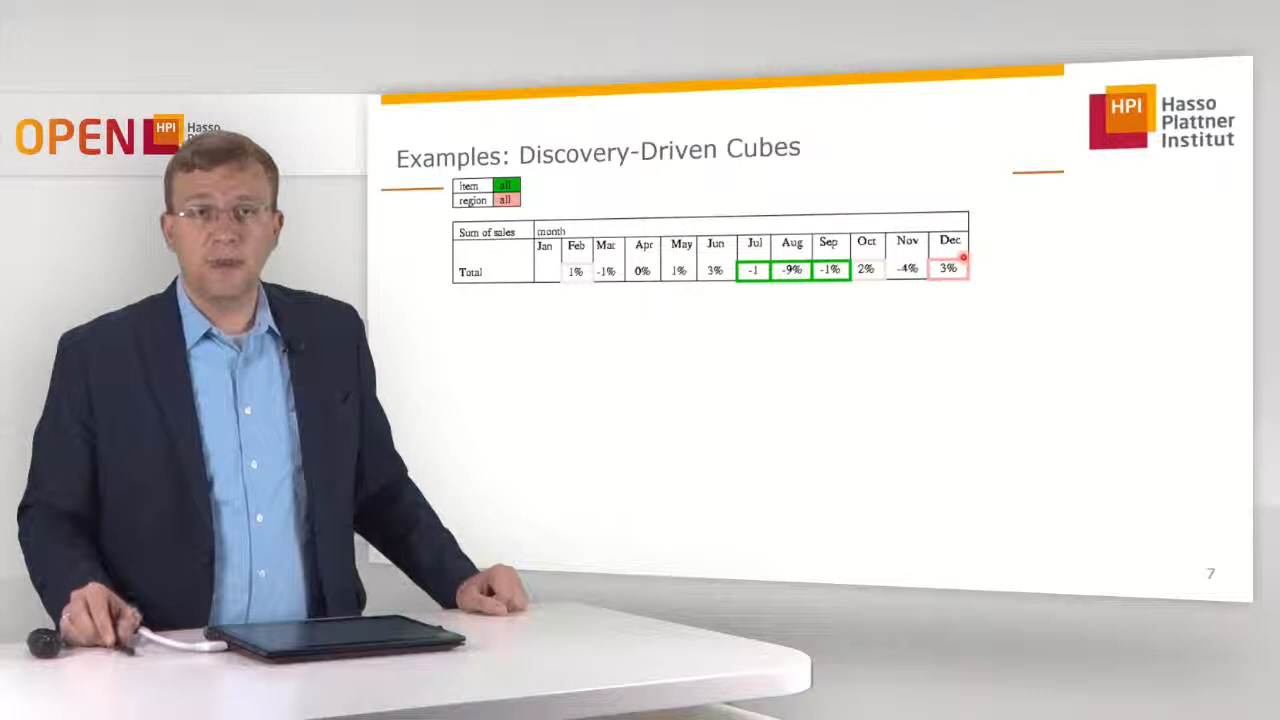 OPEN HPI Hasso
HPI Hasso
Plattner
Institut
Examples: Discovery-Driven Cubes
item all
region all
Sum of sales month
Jan Feb Mar Apr May Jun Jul Aug Sep Oct Nov Dec
Total 1% -1% 0% 1% 3% -1 -9% -1% 2% -4% 3%
7